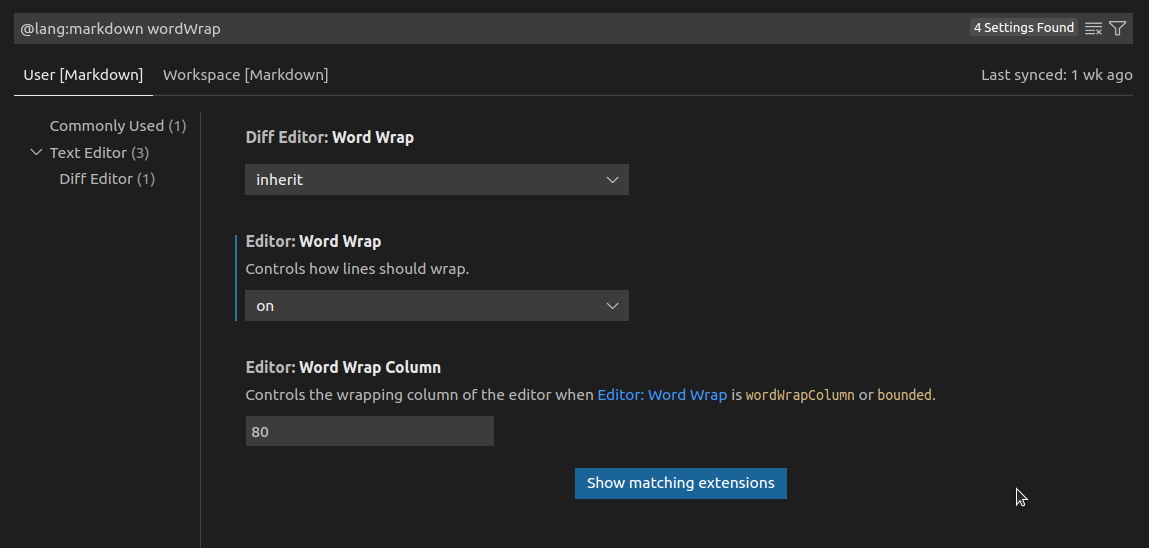 @lang:markdown wordWrap
4 Settings Found
User [Markdown] Workspace [Markdown] Last synced: 1 wk ago
Commonly Used (1)
Text Editor (3)
Diff Editor (1)
Diff Editor: Word Wrap
inherit
Editor: Word Wrap
Controls how lines should wrap.
on
Editor: Word Wrap Column
Controls the wrapping column of the editor when Editor: Word Wrap is wordWrapColumn or bounded.
80
Show matching extensions